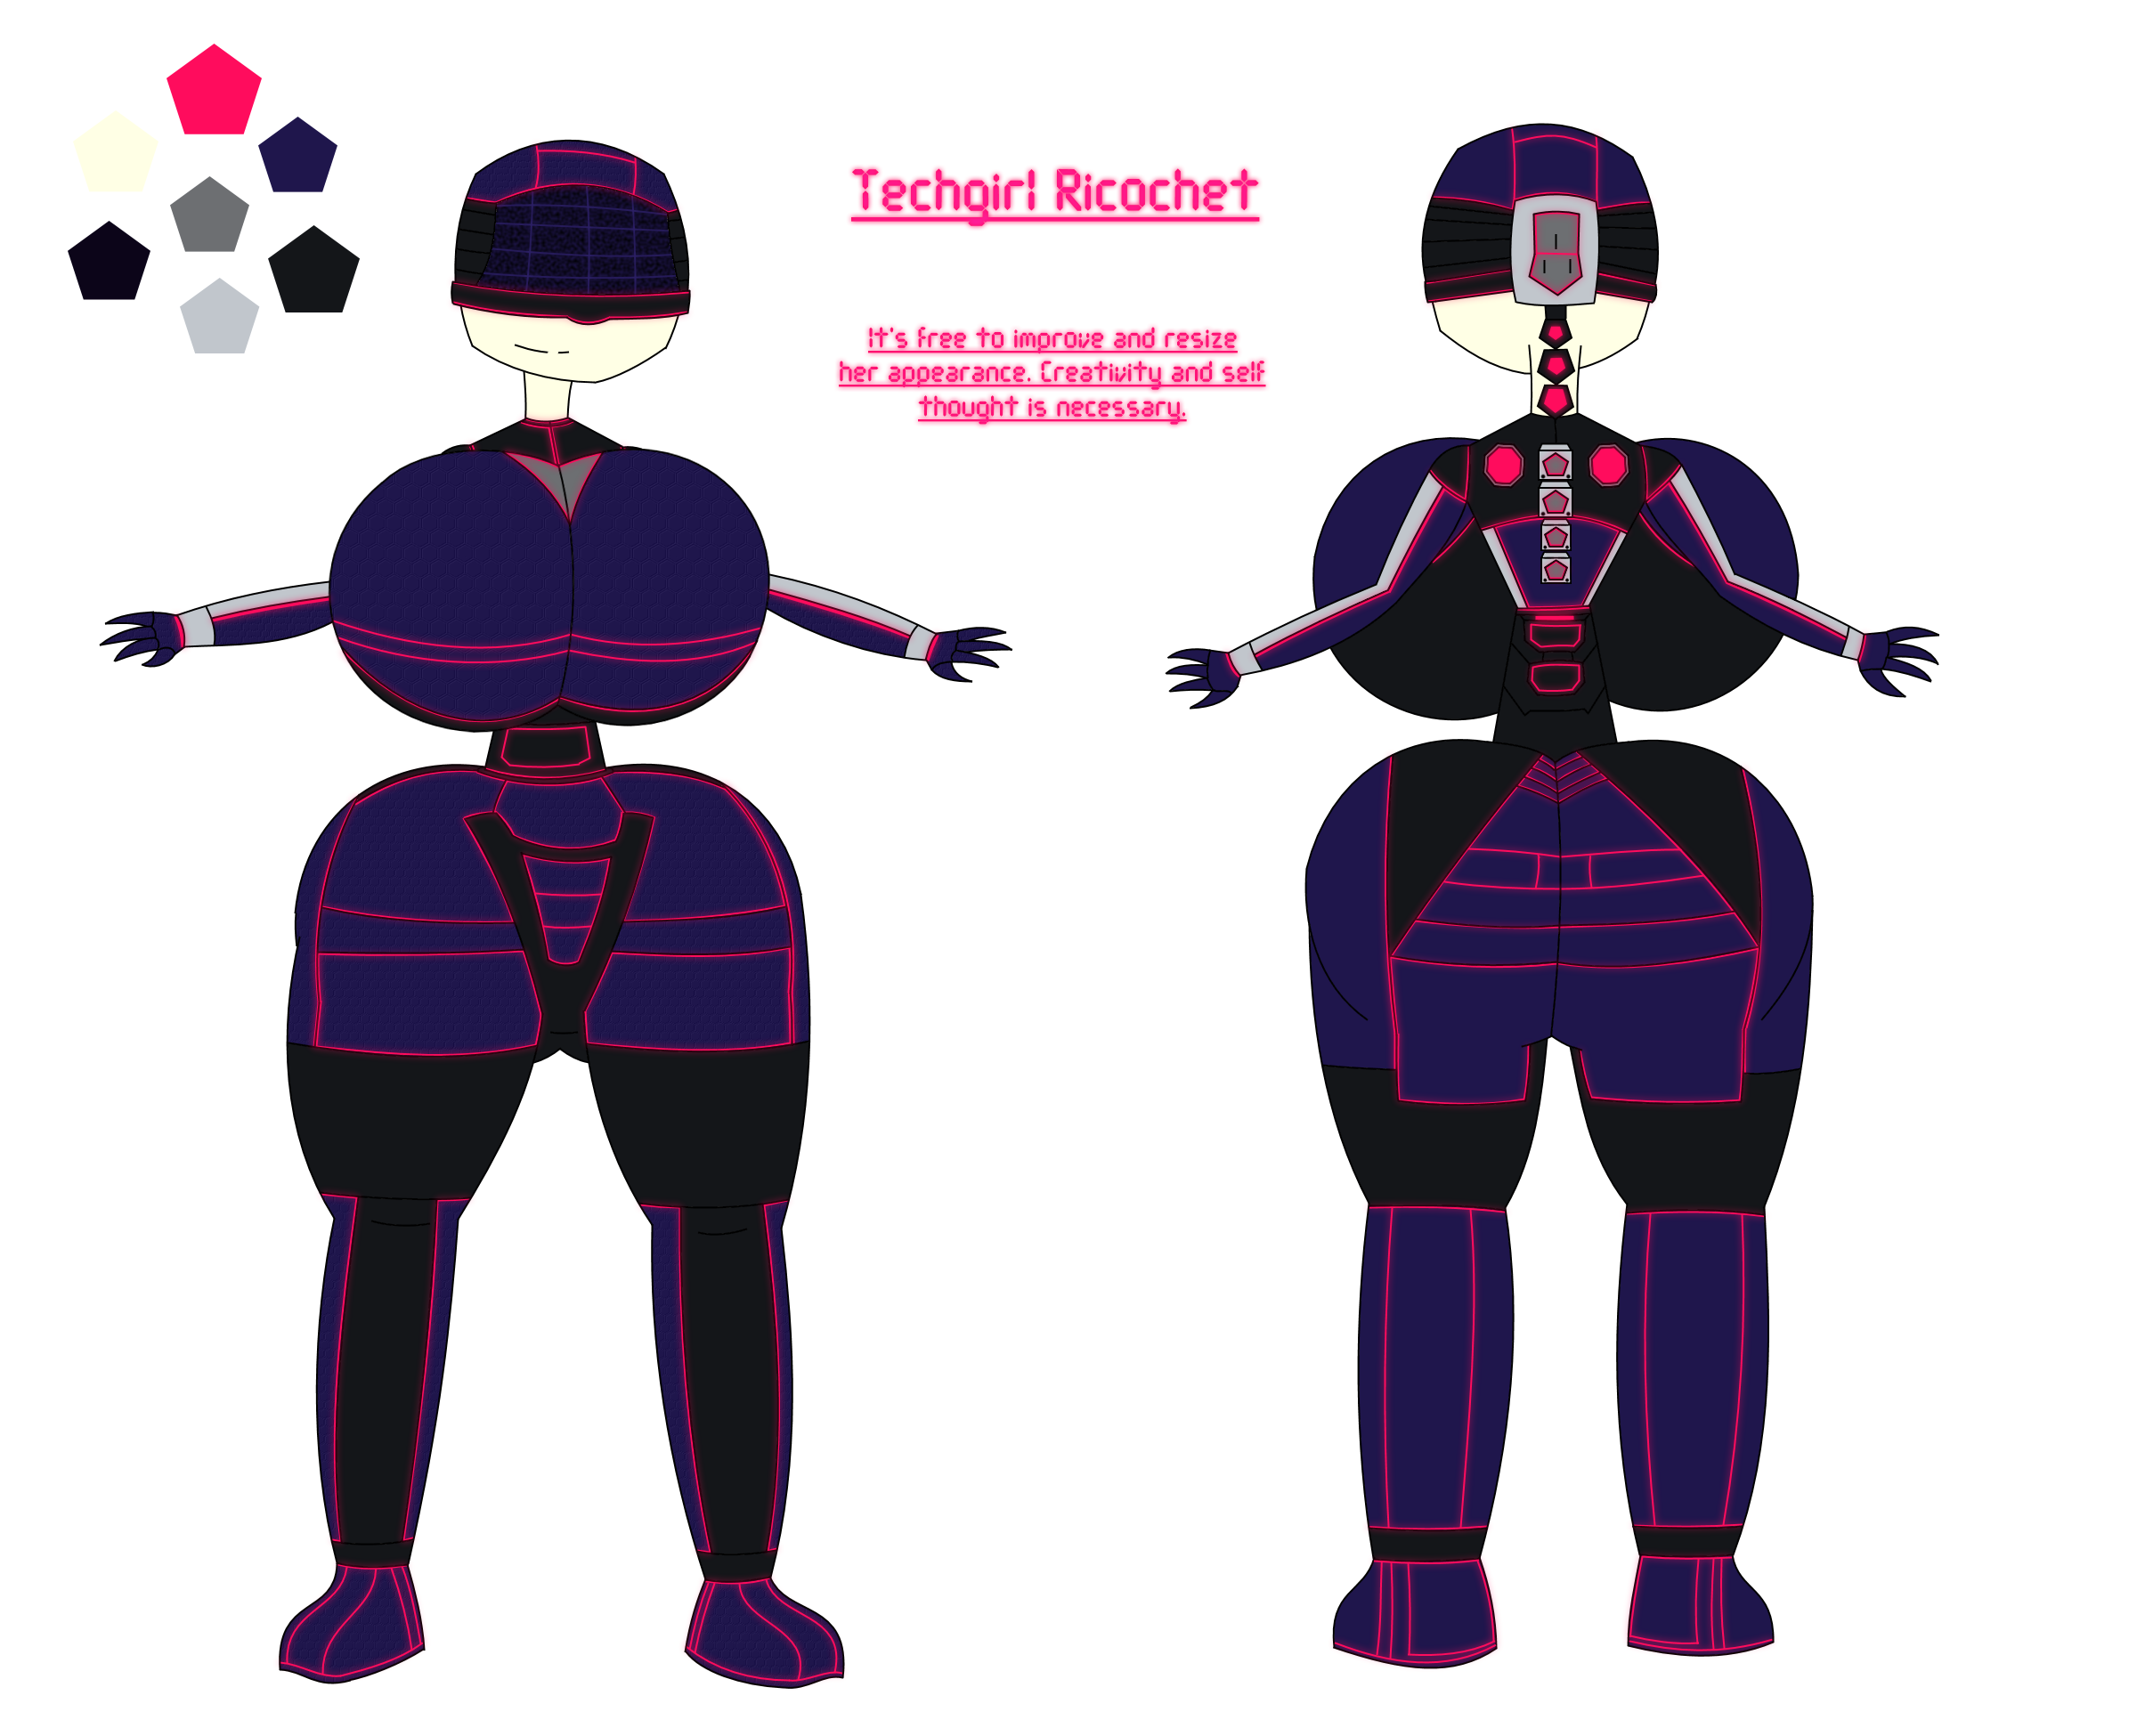 Techgirl Ricochet
It's free to improve and resize
her appearance. Creativity and self
thought is necessary.